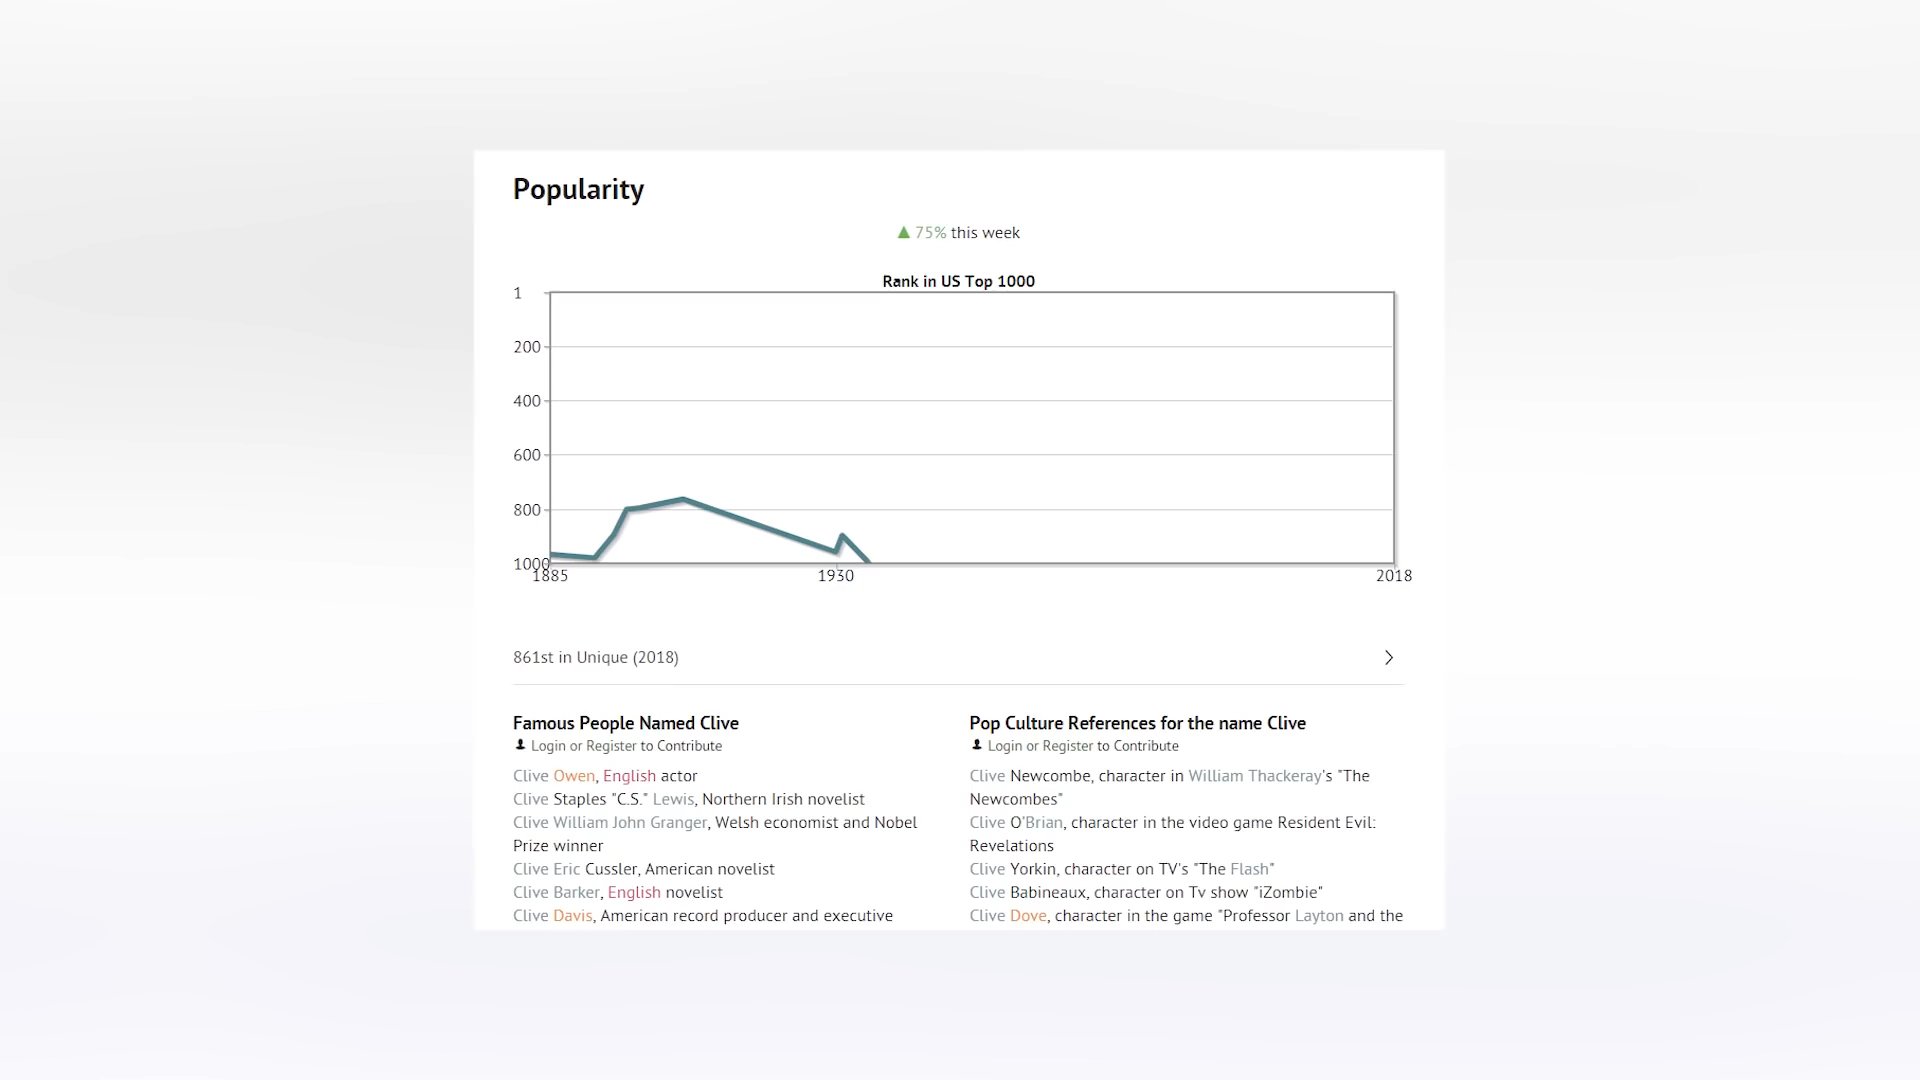 Popularity
▲ 75% this week
Rank in US Top 1000
1
200
400
600
800
1000
1885 1930 2018
861st in Unique (2018)
Famous People Named Clive
Login or Register to Contribute
Clive Owen, English actor
Clive Staples "C.S." Lewis, Northern Irish novelist
Clive William John Granger, Welsh economist and Nobel
Prize winner
Clive Eric Cussler, American novelist
Clive Barker, English novelist
Clive Davis, American record producer and executive
Pop Culture References for the name Clive
Login or Register to Contribute
Clive Newcombe, character in William Thackeray's "The
Newcombes"
Clive O'Brian, character in the video game Resident Evil:
Revelations
Clive Yorkin, character on TV's "The Flash"
Clive Babineaux, character on Tv show "iZombie"
Clive Dove, character in the game "Professor Layton and the